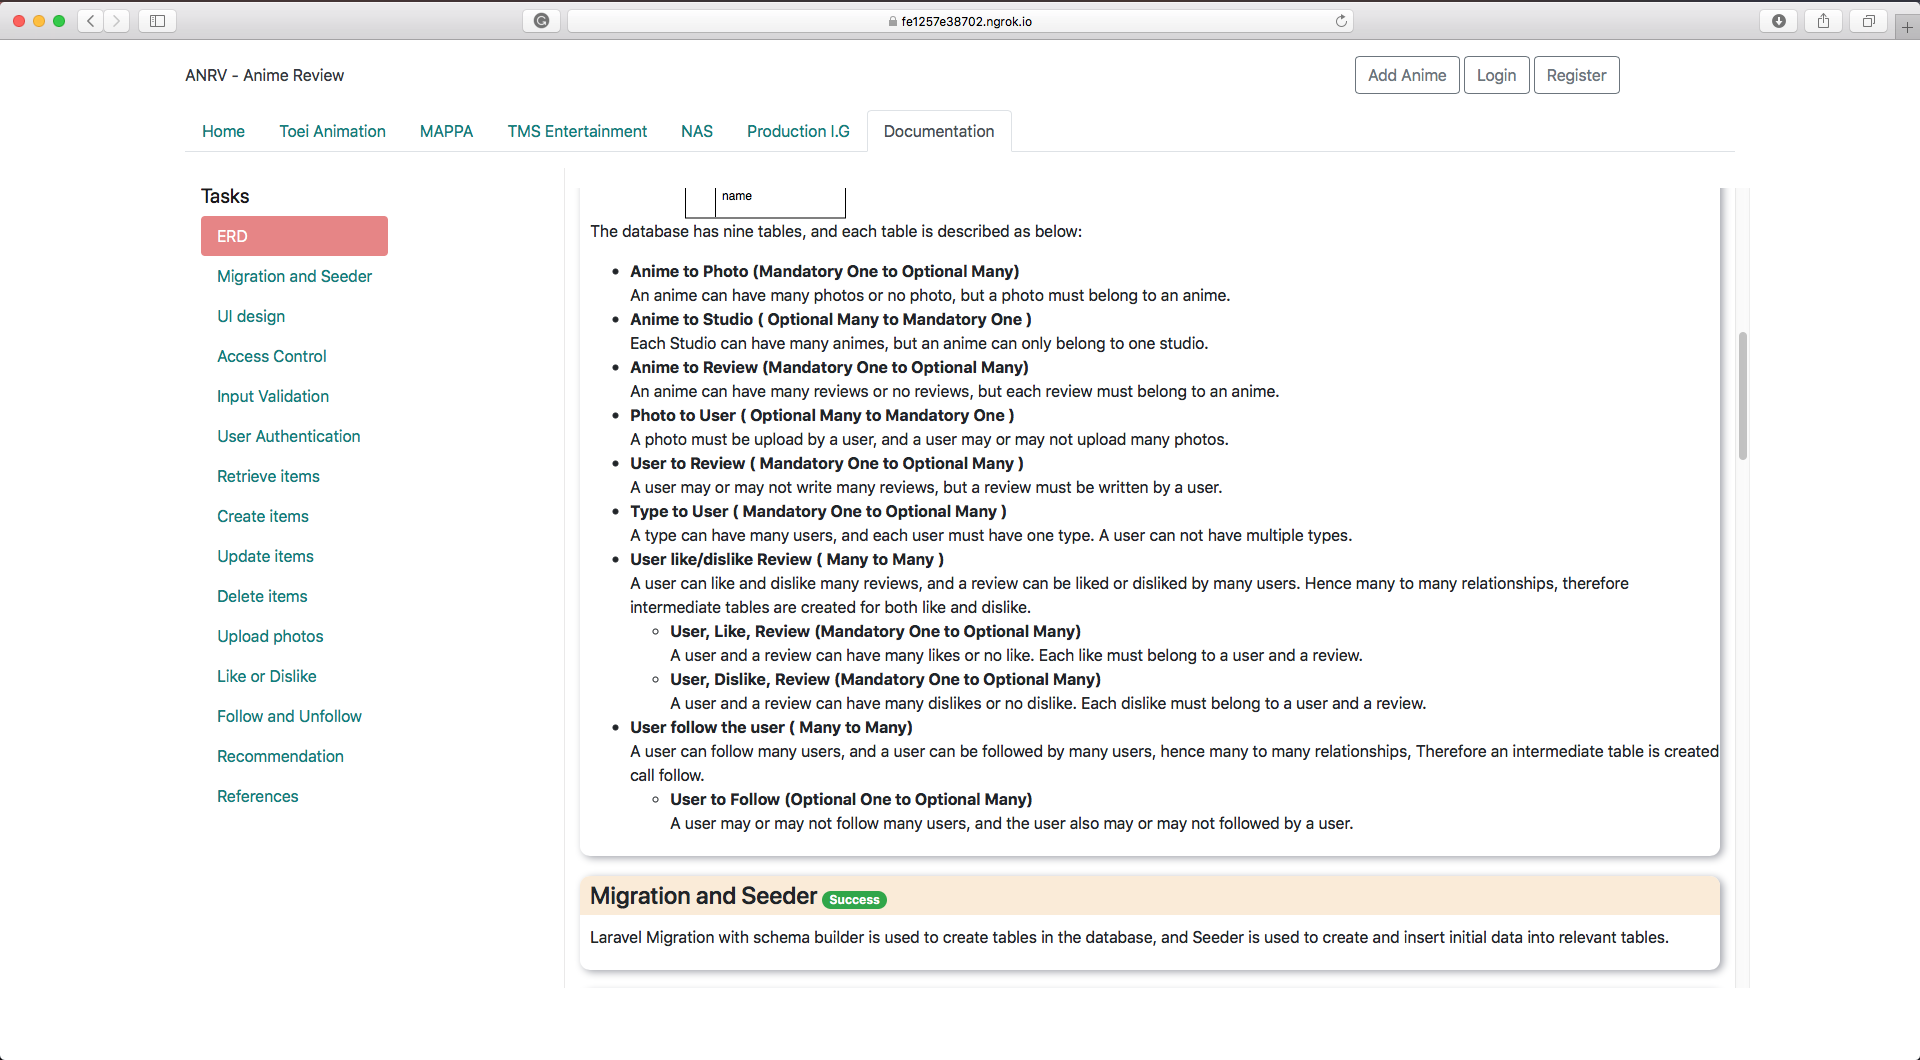 fe1257e38702.ngrok.io
ANRV - Anime Review
Add Anime
Login
Register
Home
Toei Animation
MAPPA
TMS Entertainment
NAS
Production I.G
Documentation
Tasks
ERD
Migration and Seeder
UI design
Access Control
Input Validation
User Authentication
Retrieve items
Create items
Update items
Delete items
Upload photos
Like or Dislike
Follow and Unfollow
Recommendation
References
name
The database has nine tables, and each table is described as below:
Anime to Photo (Mandatory One to Optional Many)
An anime can have many photos or no photo, but a photo must belong to an anime.
Anime to Studio ( Optional Many to Mandatory One )
Each Studio can have many animes, but an anime can only belong to one studio.
Anime to Review (Mandatory One to Optional Many)
An anime can have many reviews or no reviews, but each review must belong to an anime.
Photo to User ( Optional Many to Mandatory One )
A photo must be upload by a user, and a user may or may not upload many photos.
User to Review ( Mandatory One to Optional Many )
A user may or may not write many reviews, but a review must be written by a user.
Type to User ( Mandatory One to Optional Many )
A type can have many users, and each user must have one type. A user can not have multiple types.
User like/dislike Review ( Many to Many )
A user can like and dislike many reviews, and a review can be liked or disliked by many users. Hence many to many relationships, therefore
intermediate tables are created for both like and dislike.
User, Like, Review (Mandatory One to Optional Many)
A user and a review can have many likes or no like. Each like must belong to a user and a review.
User, Dislike, Review (Mandatory One to Optional Many)
A user and a review can have many dislikes or no dislike. Each dislike must belong to a user and a review.
User follow the user ( Many to Many)
A user can follow many users, and a user can be followed by many users, hence many to many relationships, Therefore an intermediate table is created
call follow.
User to Follow (Optional One to Optional Many)
A user may or may not follow many users, and the user also may or may not followed by a user.
Migration and Seeder Success
Laravel Migration with schema builder is used to create tables in the database, and Seeder is used to create and insert initial data into relevant tables.